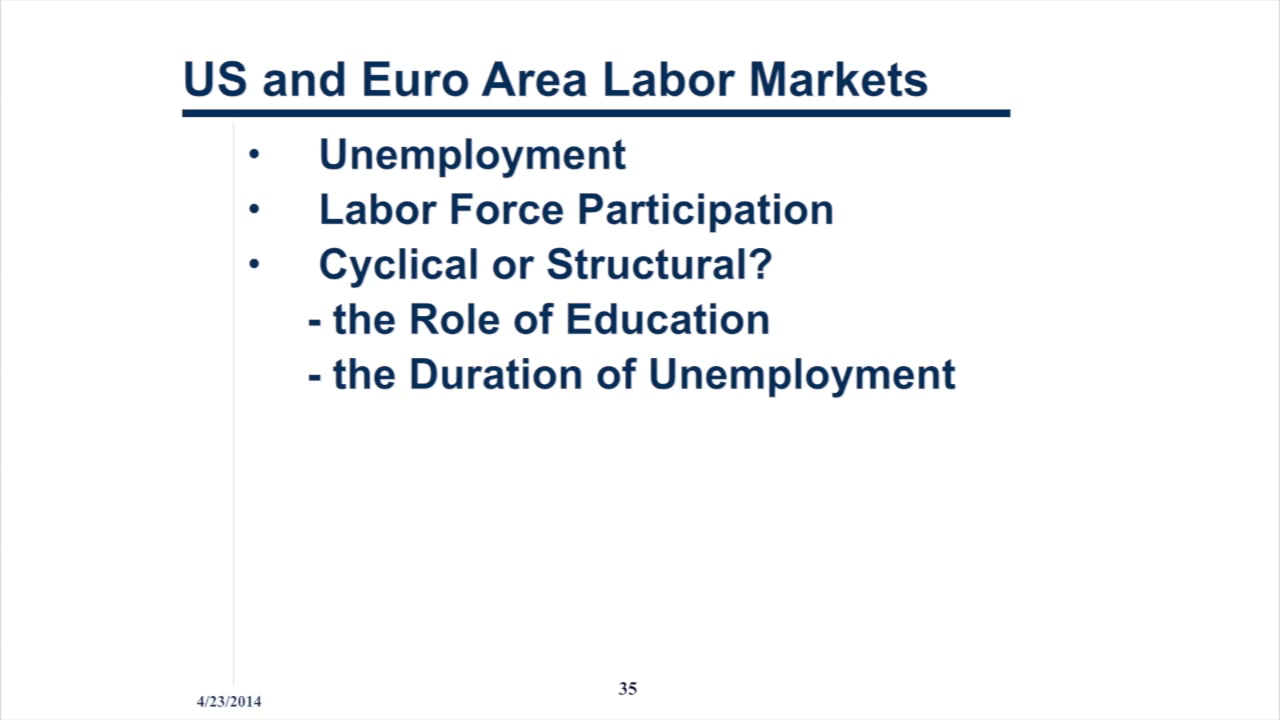 US and Euro Area Labor Markets
• Unemployment
• Labor Force Participation
• Cyclical or Structural?
- the Role of Education
- the Duration of Unemployment
35
4/23/2014